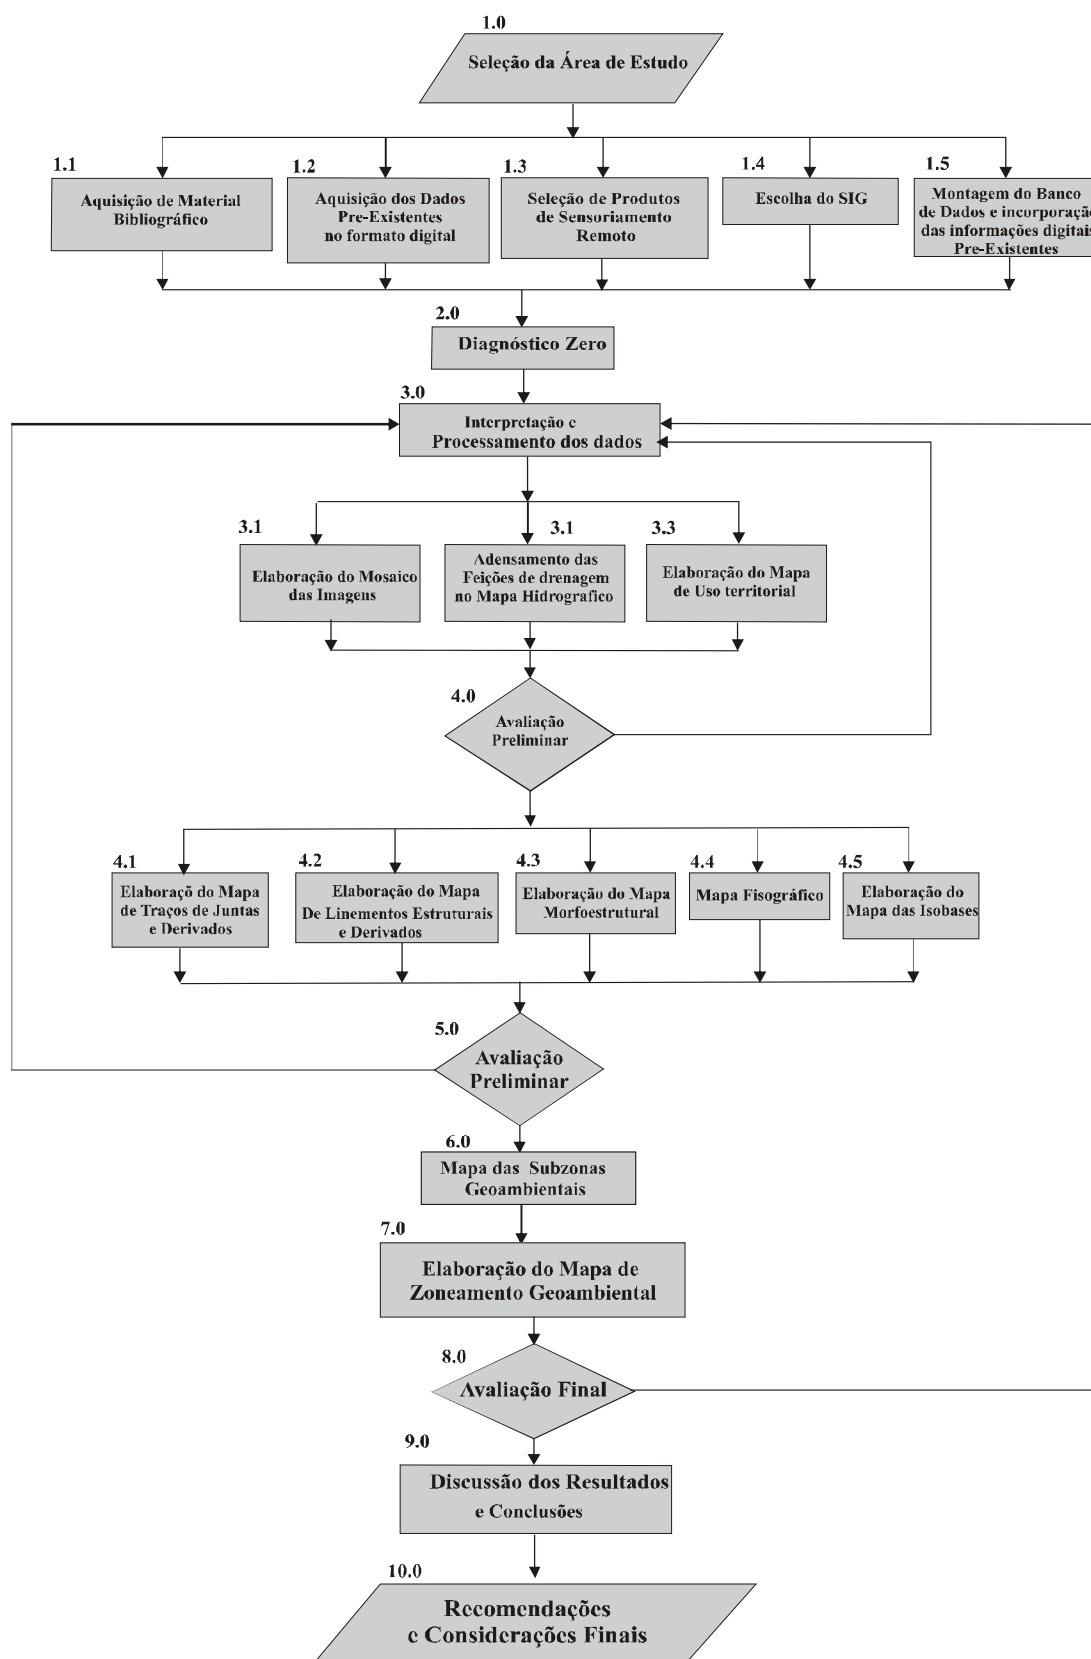 1.0
Seleção da Área de Estudo
1.1
Aquisição de Material
Bibliográfico
1.2
Aquisição dos Dados
Pre-Existentes
no formato digital
1.3
Seleção de Produtos
de Sensoriamento
Remoto
1.4
Escolha do SIG
1.5
Montagem do Banco
de Dados e incorporação
das informações digitais
Pre-Existentes
2.0
Diagnóstico Zero
3.0
Interpretação e
Processamento dos dados
3.1
Elaboração do Mosaico
das Imagens
3.1
Adensamento das
Feições de drenagem
no Mapa Hidrografico
3.3
Elaboração do Mapa
de Uso territorial
4.0
Avaliação
Preliminar
4.1
Elaboraçõ do Mapa
de Traços de Juntas
e Derivados
4.2
Elaboração do Mapa
De Linementos Estruturais
e Derivados
4.3
Elaboração do Mapa
Morfoestrutural
4.4
Mapa Fisográfico
4.5
Elaboração do
Mapa das Isobases
5.0
Avaliação
Preliminar
6.0
Mapa das Subzonas
Geoambientais
7.0
Elaboração do Mapa de
Zoneamento Geoambiental
8.0
Avaliação Final
9.0
Discussão dos Resultados
e Conclusões
10.0
Recomendações
e Considerações Finais